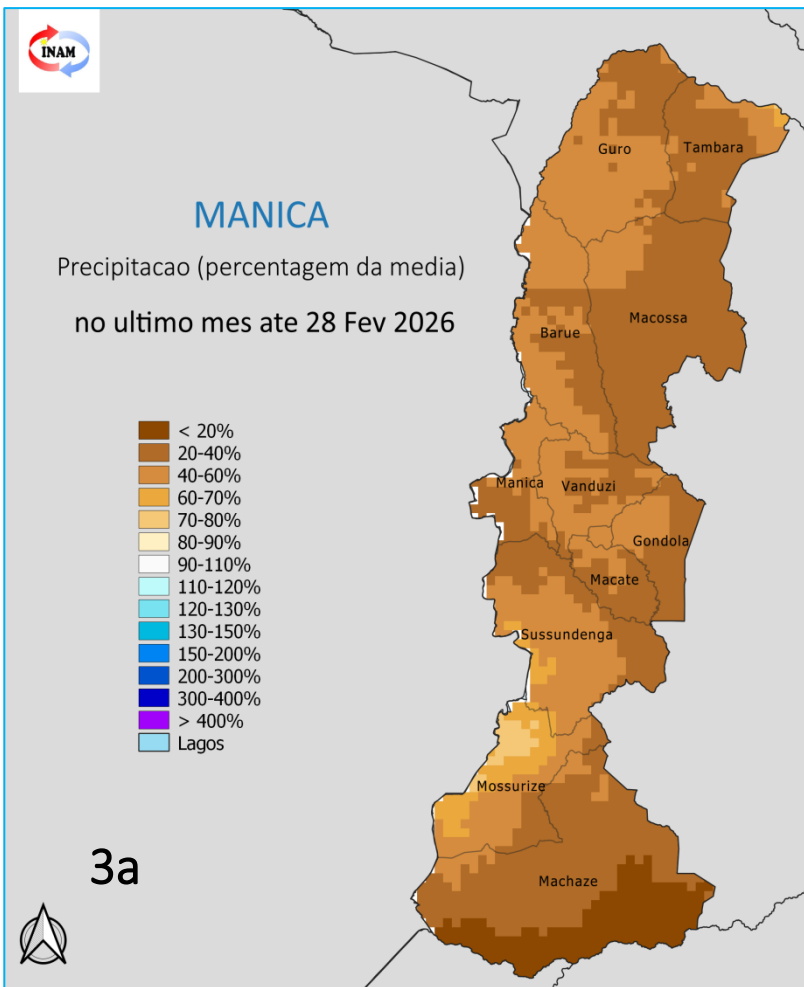 INAM
MANICA
Precipitacao (percentagem da media)
no ultimo mes ate 28 Fev 2026
< 20%
20-40%
40-60%
60-70%
70-80%
80-90%
90-110%
110-120%
120-130%
130-150%
150-200%
200-300%
300-400%
> 400%
Lagos
3a
Guro
Tambara
Macossa
Barue
Manica
Vanduzi
Gondola
Macate
Sussundenga
Mossurize
Machaze